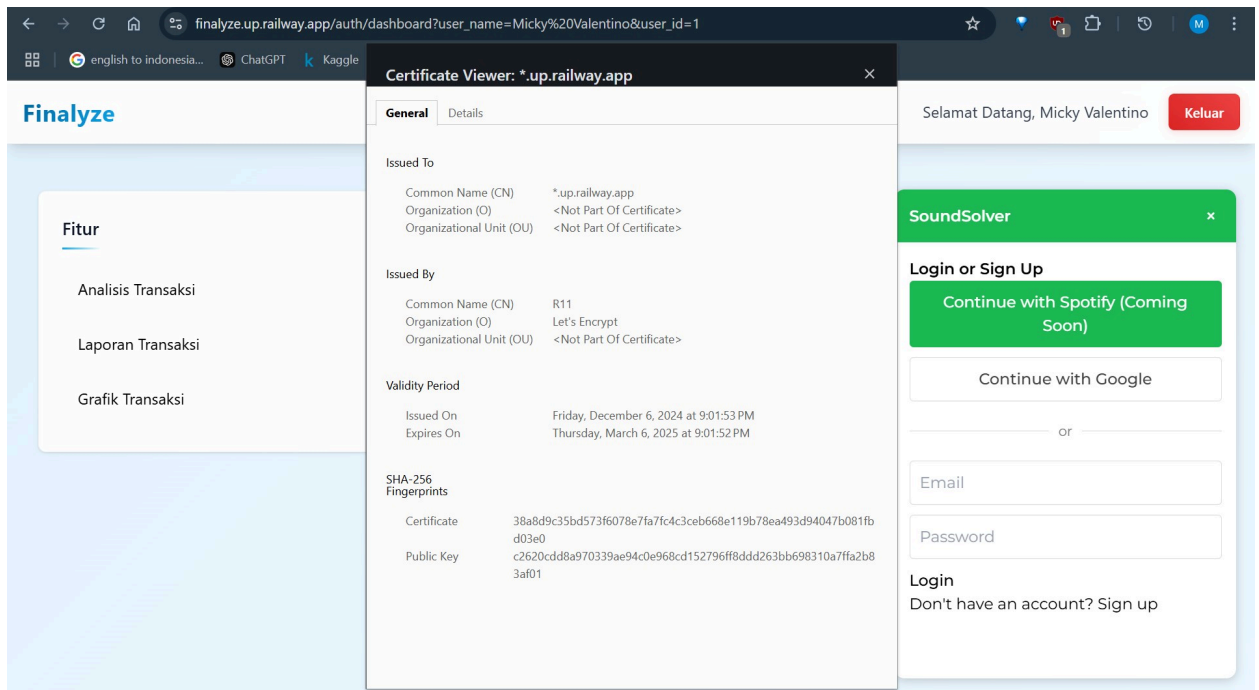 finalyze.up.railway.app/auth/dashboard?user_name=Micky%20Valentino&user_id=1
1
M
english to indonesia...
ChatGPT
Kaggle
Certificate Viewer: *.up.railway.app
Finalyze
Selamat Datang, Micky Valentino
Keluar
Fitur
Analisis Transaksi
Laporan Transaksi
Grafik Transaksi
General Details
Issued To
Common Name (CN) *.up.railway.app
Organization (O) <Not Part Of Certificate>
Organizational Unit (OU) <Not Part Of Certificate>
Issued By
Common Name (CN) R11
Organization (O) Let's Encrypt
Organizational Unit (OU) <Not Part Of Certificate>
Validity Period
Issued On Friday, December 6, 2024 at 9:01:53 PM
Expires On Thursday, March 6, 2025 at 9:01:52 PM
SHA-256
Fingerprints
Certificate 38a8d9c35bd573f6078e7fa7fc4c3ceb668e119b78ea493d94047b081fb
d03e0
Public Key c2620cdd8a970339ae94c0e968cd152796ff8ddd263bb698310a7ffa2b8
3af01
SoundSolver ×
Login or Sign Up
Continue with Spotify (Coming
Soon)
Continue with Google
or
Email
Password
Login
Don't have an account? Sign up